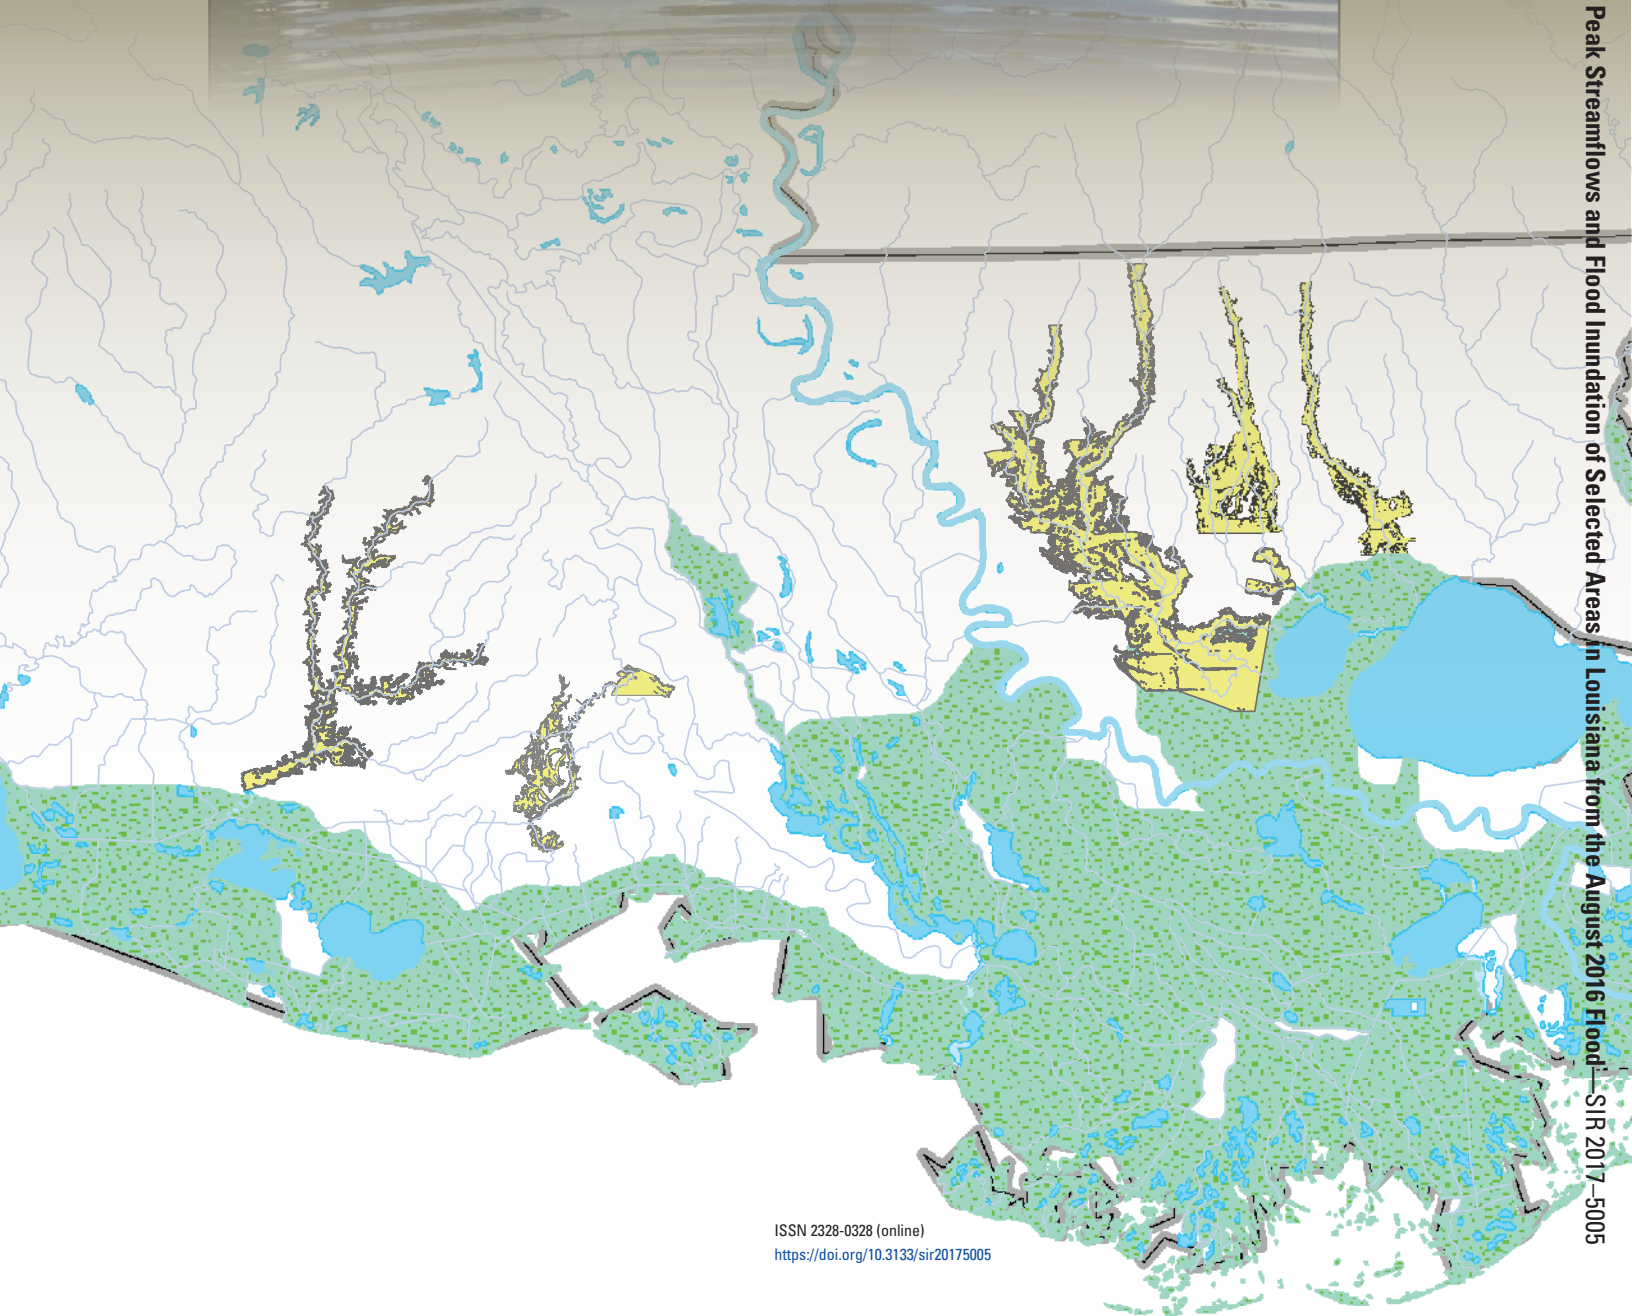 Peak Streamflows and Flood Inundation of Selected Areas in Louisiana from the August 2016 Flood—SIR 2017–5005
ISSN 2328-0328 (online)
https://doi.org/10.3133/sir20175005